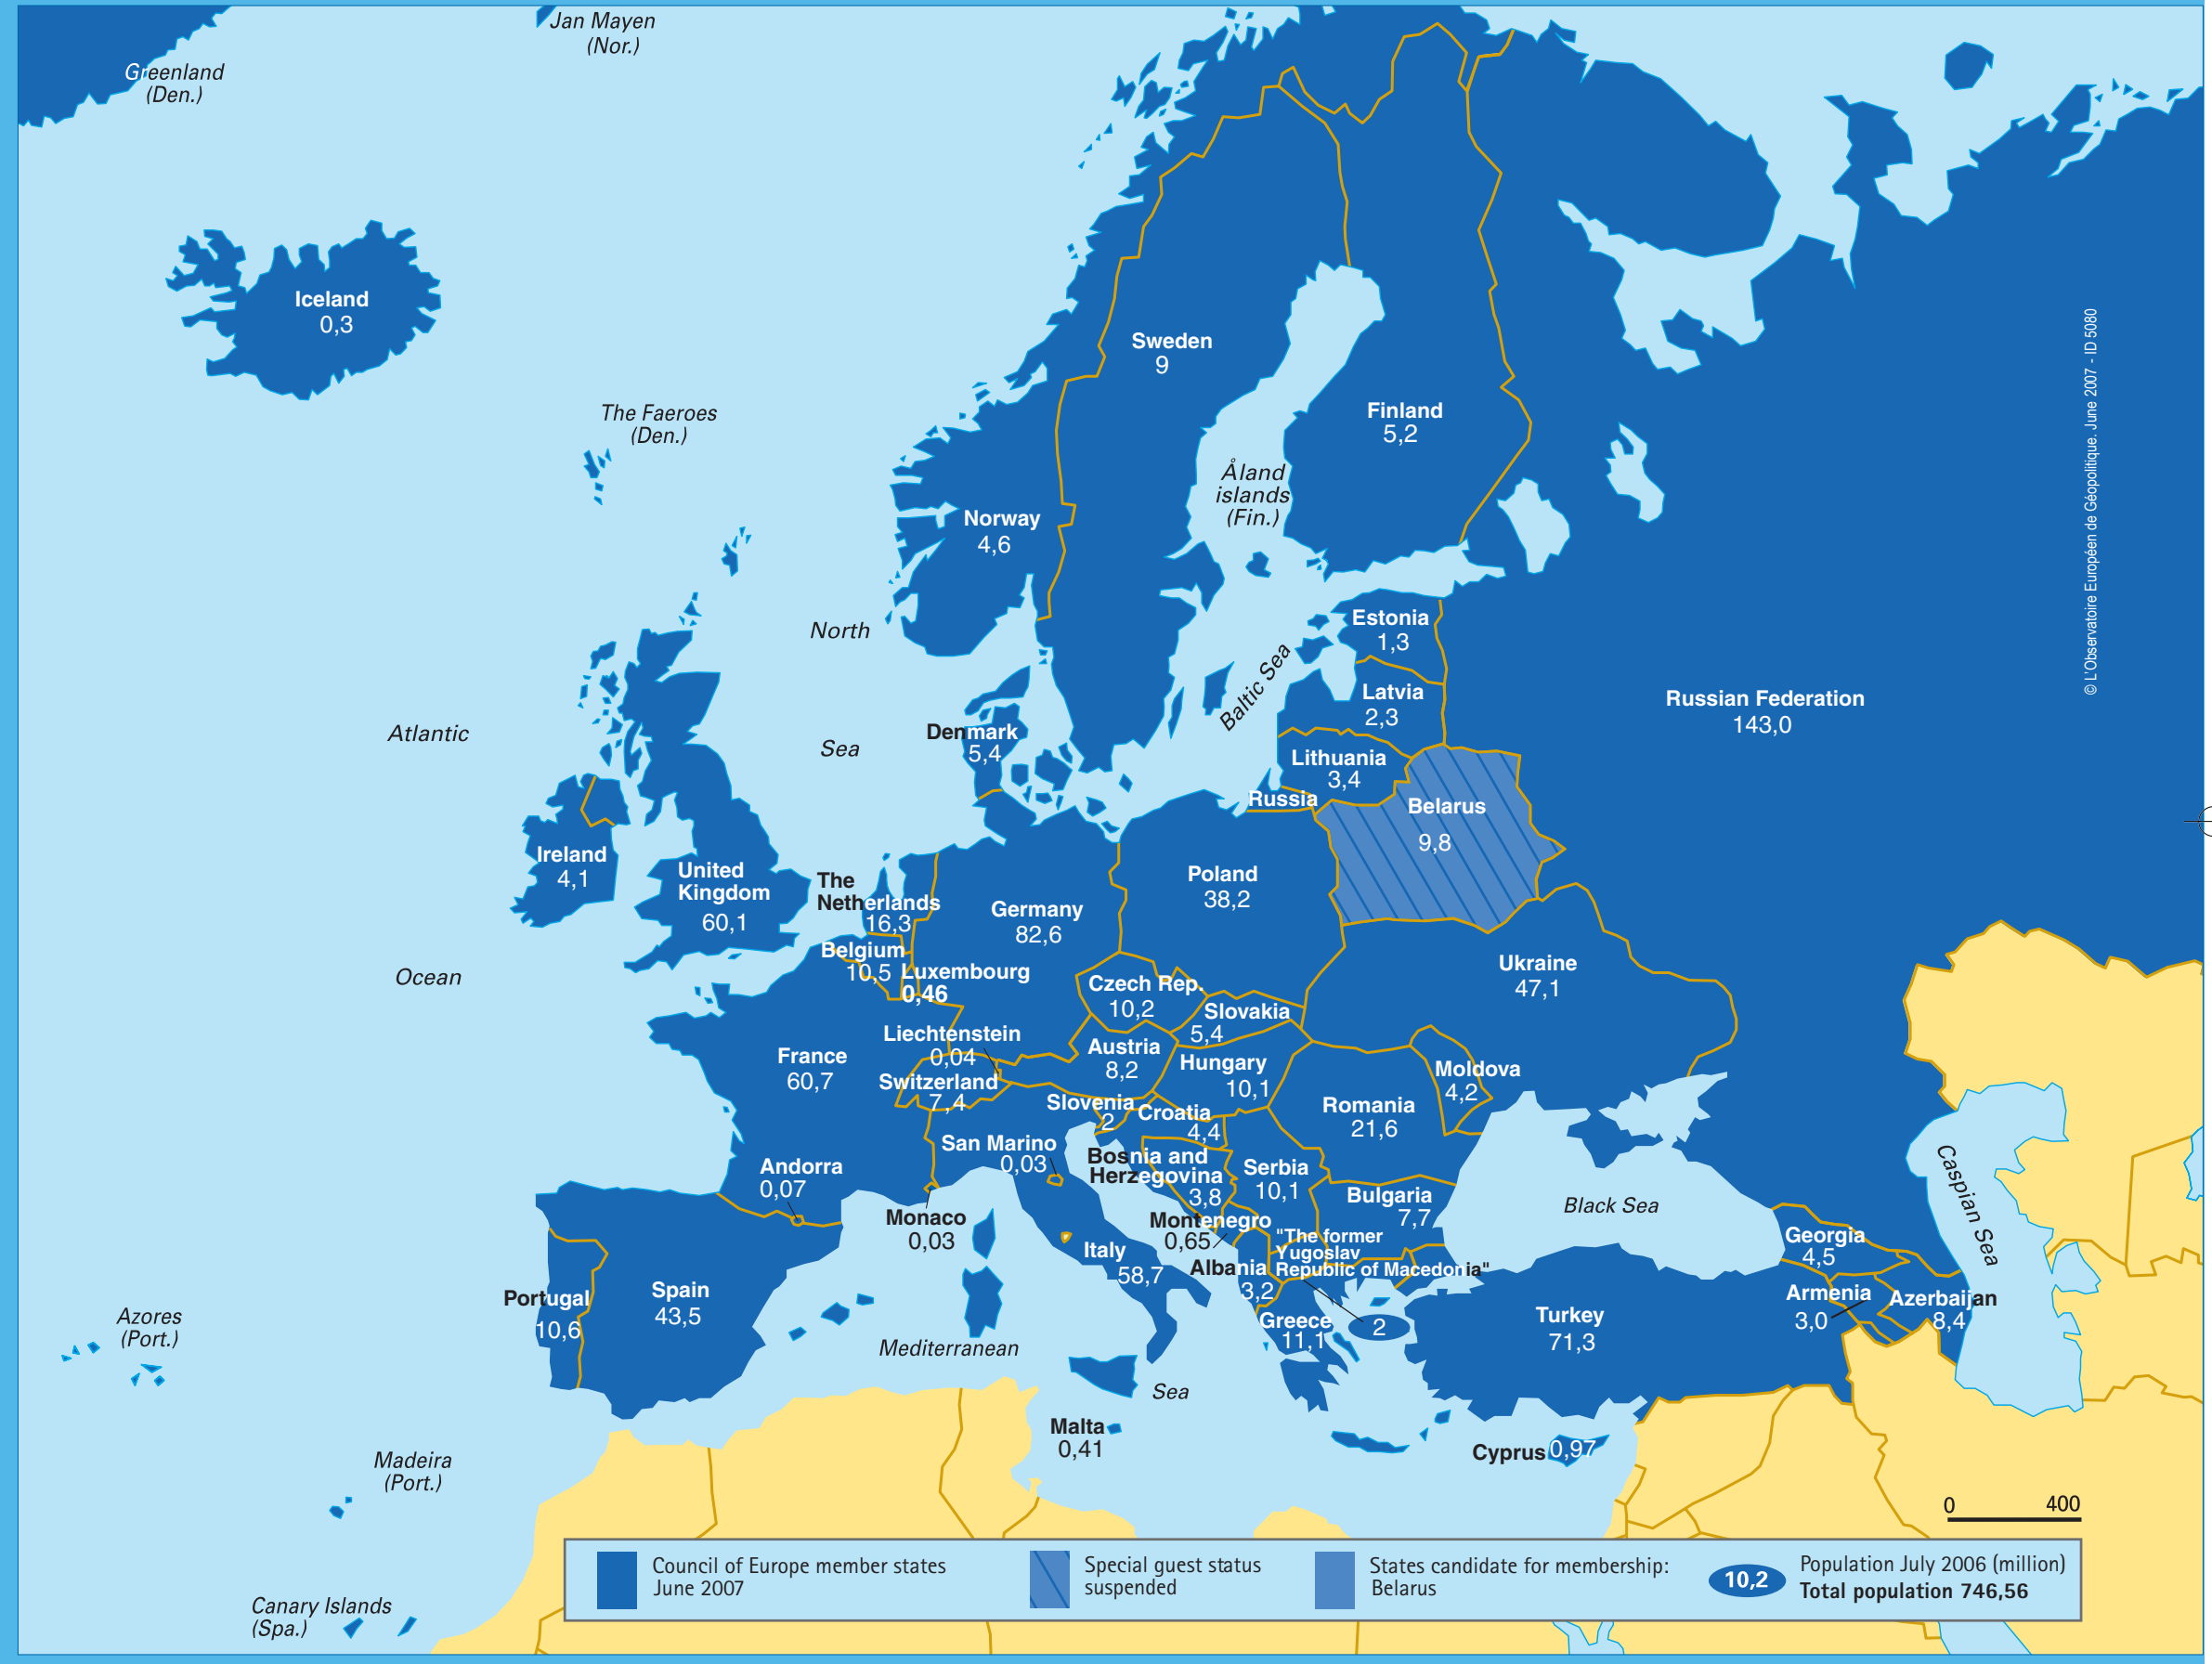 Jan Mayen
(Nor.)
Greenland
(Den.)
Iceland
0,3
Sweden
9
The Faeroes
(Den.)
Finland
5,2
Åland
islands
(Fin.)
Norway
4,6
© L'Observatoire Européen de Géopolitique. June 2007 - ID 5080
North
Estonia
1,3
Baltic Sea
Latvia
2,3
Russian Federation
143,0
Atlantic
Sea
Denmark
5,4
Lithuania
3,4
Russia
Belarus
9,8
Ireland
4,1
United
Kingdom
60,1
The
Netherlands
16,3
Germany
82,6
Poland
38,2
Belgium
10,5
Luxembourg
0,46
Ocean
Czech Rep.
10,2
Slovakia
5,4
Ukraine
47,1
Liechtenstein
0,04
France
60,7
Switzerland
7,4
Austria
8,2
Hungary
10,1
Moldova
4,2
Slovenia
2
Croatia
4,4
Romania
21,6
San Marino
0,03
Bosnia and
Herzegovina
3,8
Serbia
10,1
Andorra
0,07
Bulgaria
7,7
Black Sea
Caspian Sea
Monaco
0,03
Montenegro
0,65
Italy
58,7
"The former
Yugoslav
Republic of Macedonia"
2
Albania
3,2
Georgia
4,5
Armenia
3,0
Azerbaijan
8,4
Portugal
10,6
Spain
43,5
Greece
11,1
Turkey
71,3
Azores
(Port.)
Mediterranean
Sea
Malta
0,41
Cyprus 0,97
Madeira
(Port.)
0 400
Canary Islands
(Spa.)
Council of Europe member states
June 2007
Special guest status
suspended
States candidate for membership:
Belarus
10,2
Population July 2006 (million)
Total population 746,56